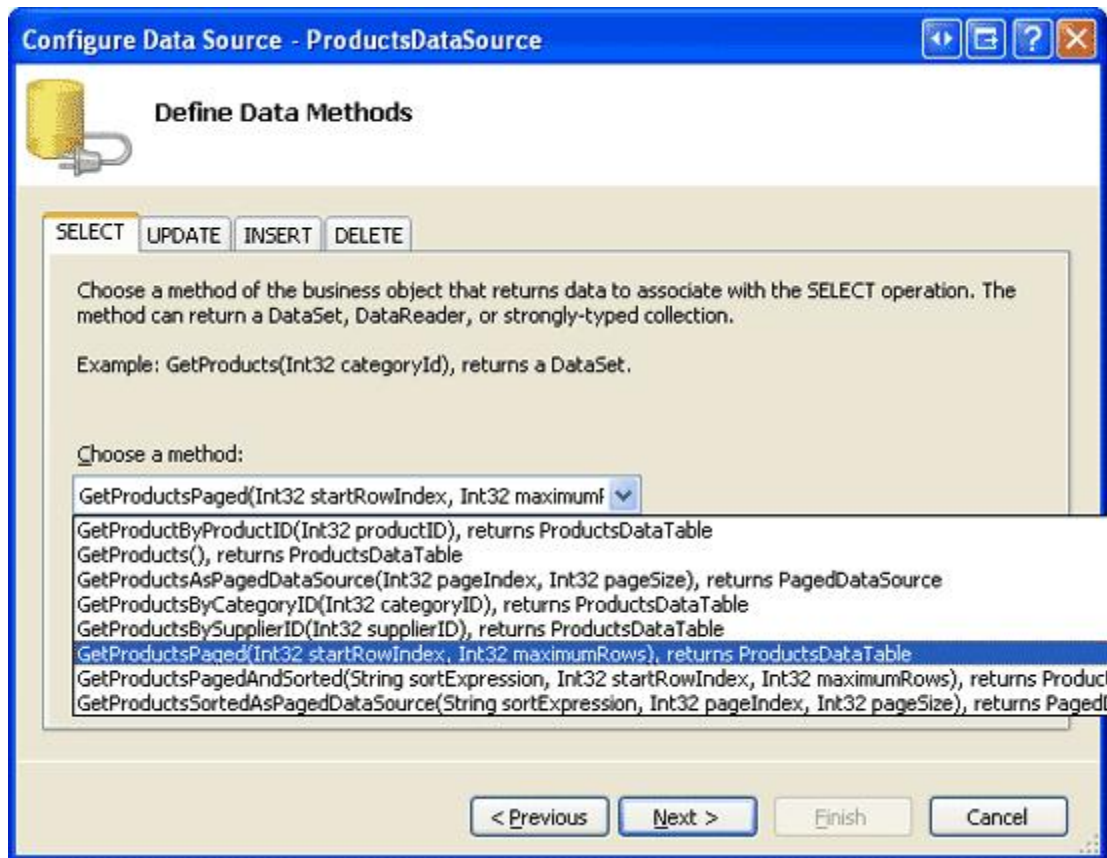 Configure Data Source - ProductsDataSource
Define Data Methods
SELECT UPDATE INSERT DELETE
Choose a method of the business object that returns data to associate with the SELECT operation. The
method can return a DataSet, DataReader, or strongly-typed collection.
Example: GetProducts(Int32 categoryId), returns a DataSet.
Choose a method:
GetProductsPaged(Int32 startRowIndex, Int32
GetProductByProductID(Int32 productID), returns ProductsDataTable
GetProducts(), returns ProductsDataTable
GetProductsAsPagedDataSource(Int32 pageIndex, Int32 pageSize), returns PagedDataSource
GetProductsByCategoryID(Int32 categoryID), returns ProductsDataTable
GetProductsBySupplierID(Int32 supplierID), returns ProductsDataTable
GetProductsPaged(Int32 startRowIndex, Int32 maximumRows), returns ProductsDataTable
GetProductsPagedAndSorted(String sortExpression, Int32 startRowIndex, Int32 maximumRows), returns
GetProductsSortedAsPagedDataSource(String sortExpression, Int32 pageIndex, Int32 pageSize), returns
< Previous Next > Finish Cancel